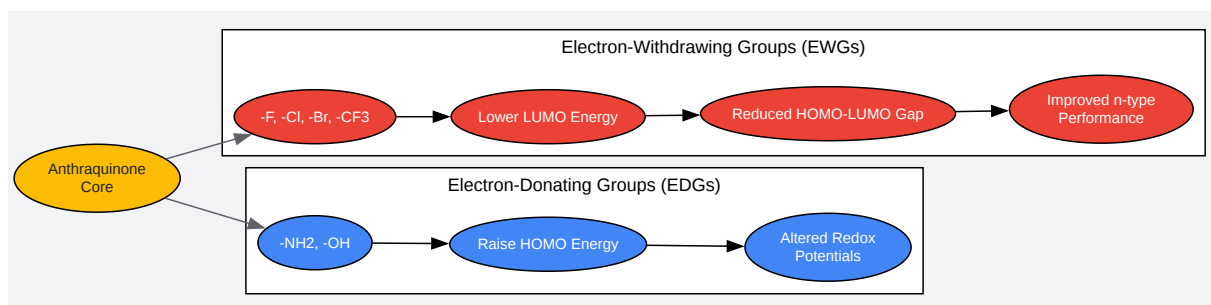 Electron-Withdrawing Groups (EWGs)
-F, -Cl, -Br, -CF3
Lower LUMO Energy
Reduced HOMO-LUMO Gap
Improved n-type
Performance
Anthraquinone
Core
Electron-Donating Groups (EDGs)
-NH2, -OH
Raise HOMO Energy
Altered Redox
Potentials